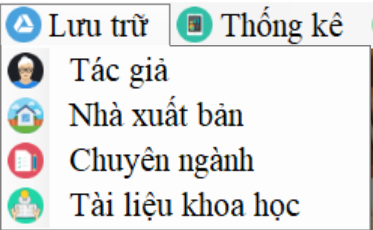 Lưu trữ Thống kê
Tác giả
Nhà xuất bản
Chuyên ngành
Tài liệu khoa học